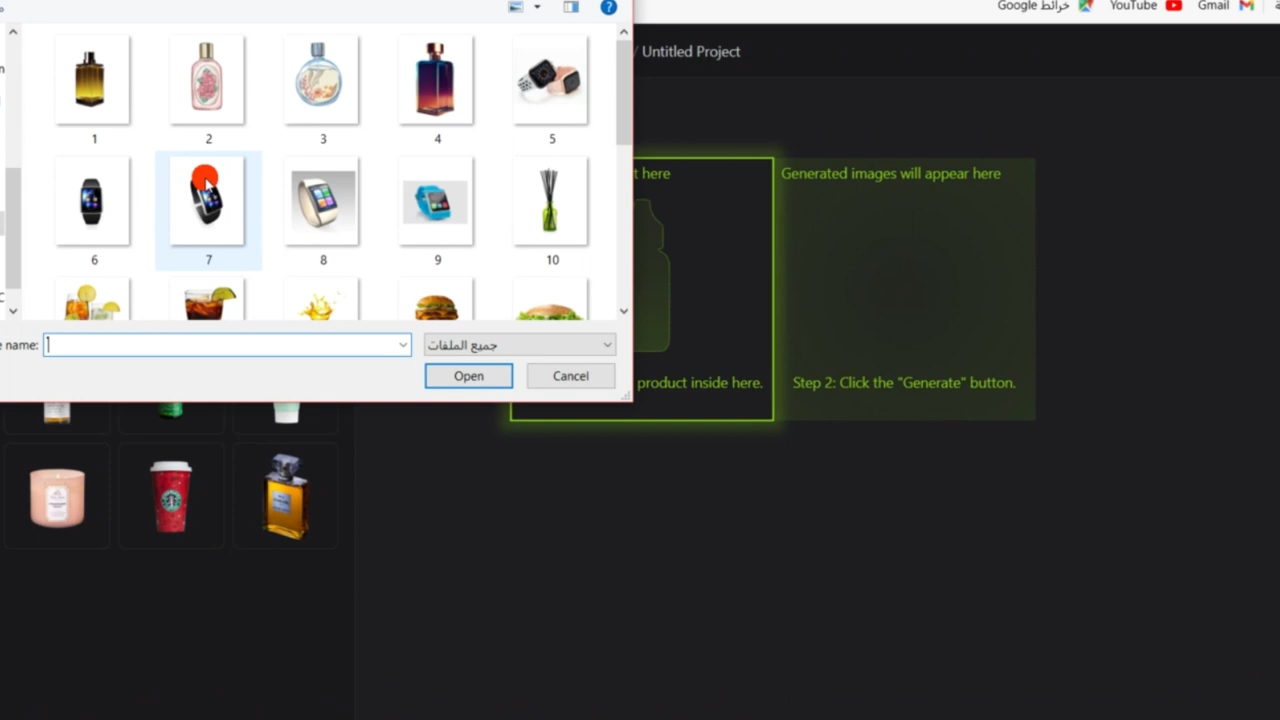 خرائط Google
YouTube
Gmail
/ Untitled Project
1
2
3
4
5
6
7
8
9
10
name:
جميع الملفات
Open
Cancel
t here
product inside here.
Generated images will appear here
Step 2: Click the "Generate" button.